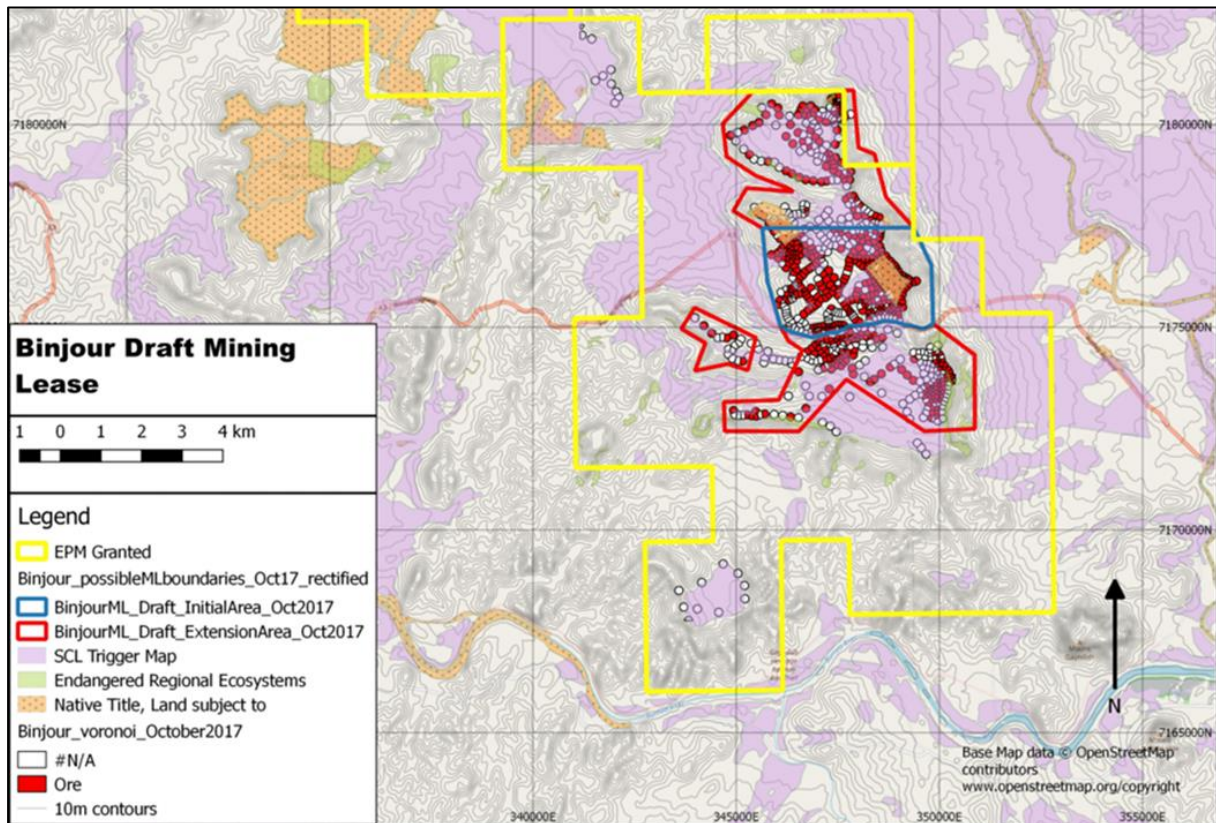 7180000N
7180000N
Binjour Draft Mining
Lease
1 0 1 2 3 4 km
7175000N
Legend
EPM Granted
Binjour_possibleMLboundaries_Oct17_rectified
BinjourML_Draft_InitialArea_Oct2017
BinjourML_Draft_ExtensionArea_Oct2017
SCL Trigger Map
Endangered Regional Ecosystems
Native Title, Land subject to
Binjour_voronoi_October2017
#N/A
Ore
10m contours
7170000N
N
7165000N
Base Map data © OpenStreetMap
contributors
www.openstreetmap.org/copyright
340000E
345000E
350000E
355000E